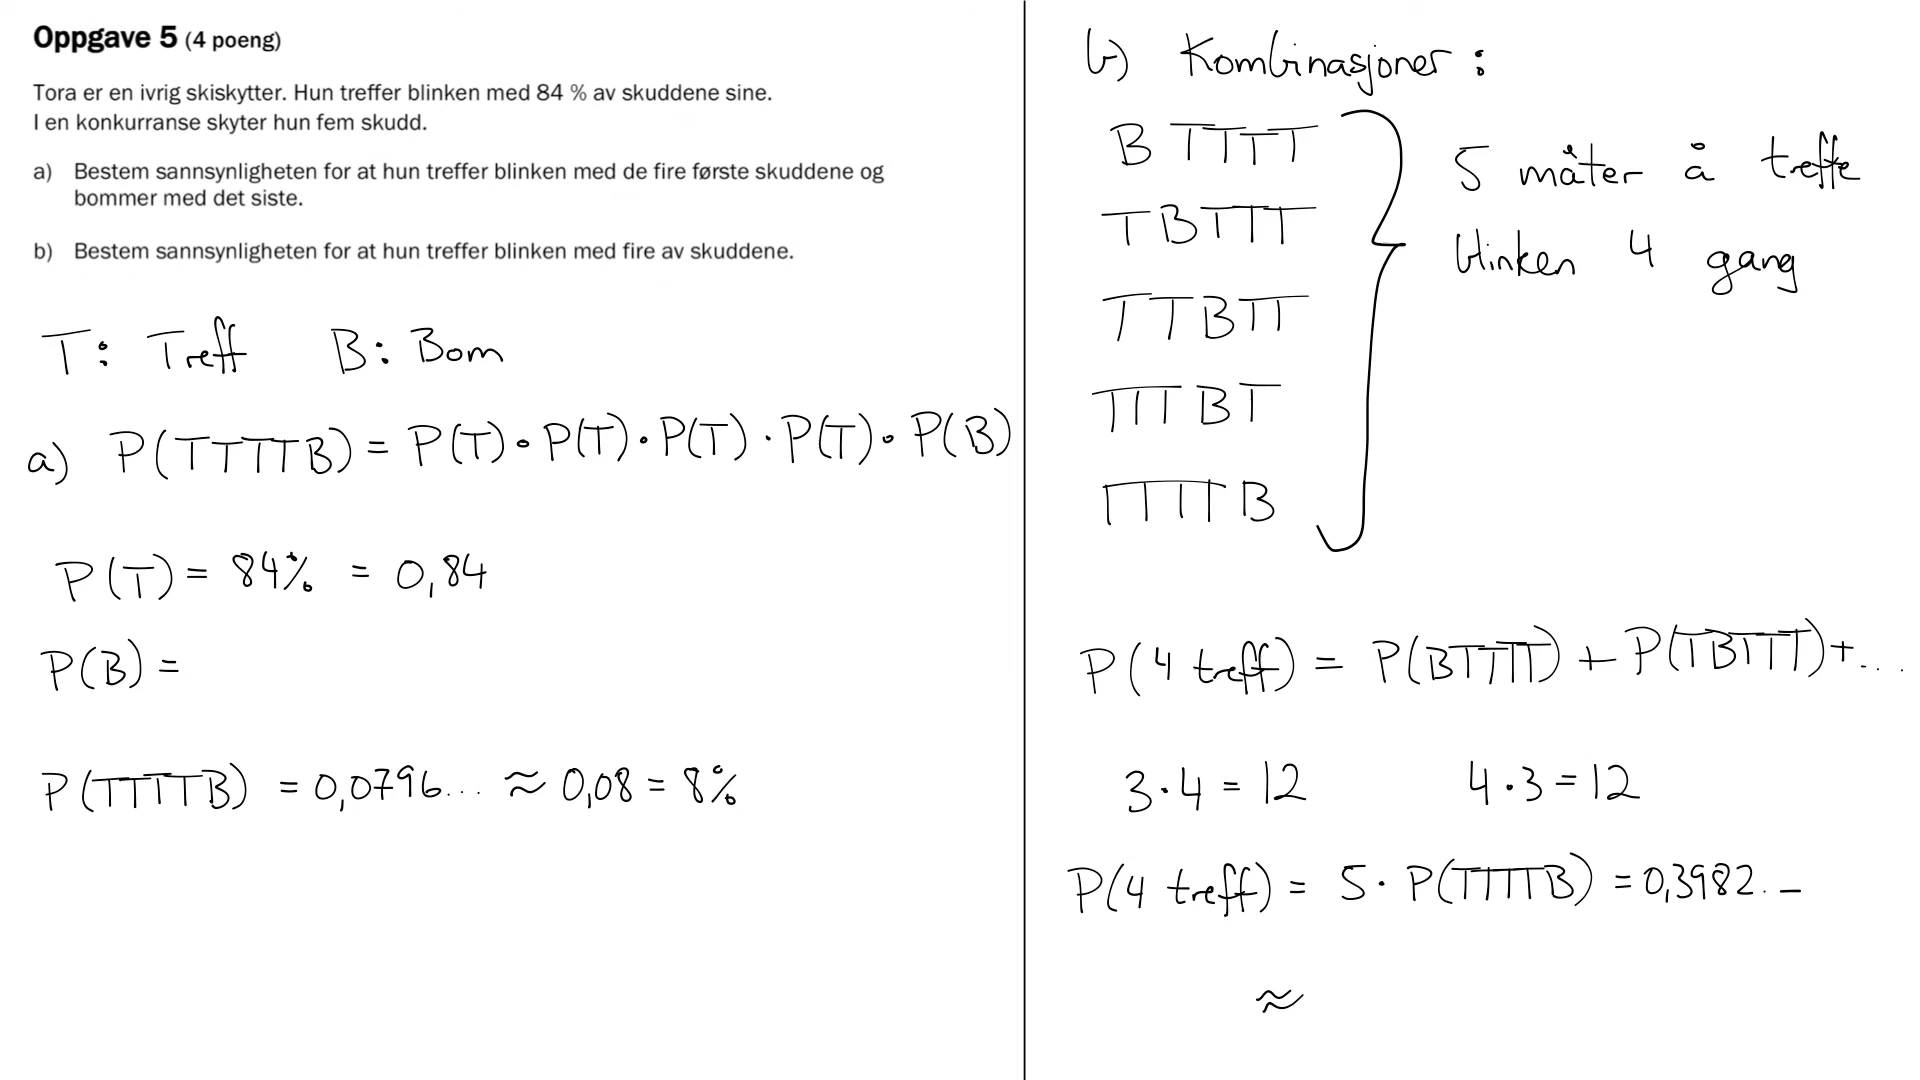 Oppgave 5 (4 poeng)
Tora er en ivrig skiskytter. Hun treffer blinken med 84 % av skuddene sine.
I en konkurranse skyter hun fem skudd.
a) Bestem sannsynligheten for at hun treffer blinken med de fire første skuddene og
bommer med det siste.
b) Bestem sannsynligheten for at hun treffer blinken med fire av skuddene.
T: Treff B: Bom
a) P(TTTTB) = P(T) · P(T) · P(T) · P(T) · P(B)
P(T) = 84% = 0,84
P(B) =
P(TTTTB) = 0,0796... ≈ 0,08 = 8%
b) Kombinasjoner:
B TTTT
TBTTT
TTBTT
TTTBT
TTTTB
5 måter å treffe
blinken 4 gang
P(4 treff) = P(BTTTT) + P(TBTTT) + ...
3·4 = 12 4·3 = 12
P(4 treff) = 5 · P(TTTTB) = 0,3982...
≈